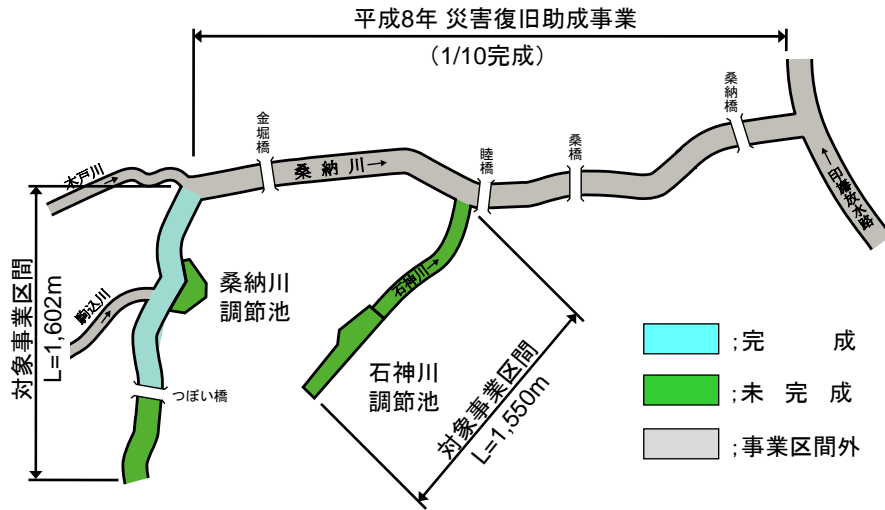 平成8年 災害復旧助成事業
(1/10完成)
桑納橋
金堀橋
睦橋
桑橋
木戸川→
桑納川→
←印旛放水路
対象事業区間
L=1,602m
駒込川→
桑納川
調節池
石神川→
つぼい橋
石神川
調節池
対象事業区間
L=1,550m
;完 成
;未 完 成
;事業区間外